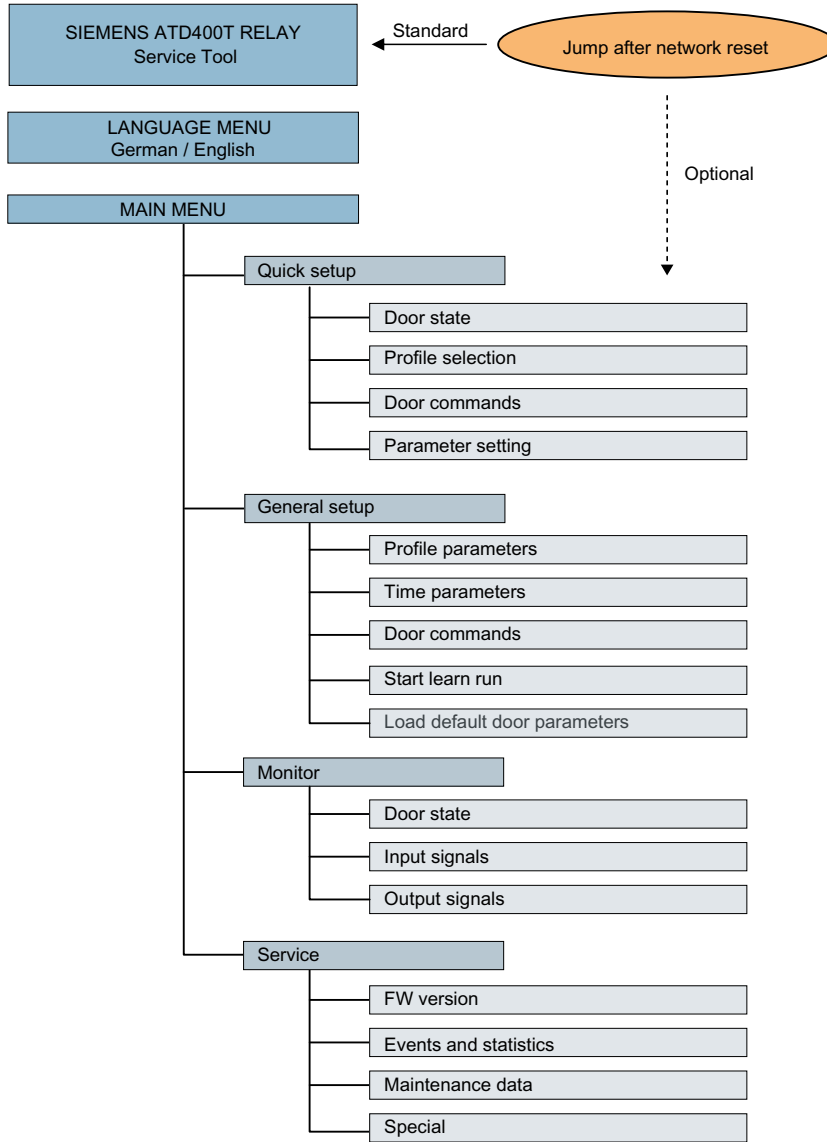 SIEMENS ATD400T RELAY
Service Tool
Standard
Jump after network reset
LANGUAGE MENU
German / English
Optional
MAIN MENU
Quick setup
Door state
Profile selection
Door commands
Parameter setting
General setup
Profile parameters
Time parameters
Door commands
Start learn run
Load default door parameters
Monitor
Door state
Input signals
Output signals
Service
FW version
Events and statistics
Maintenance data
Special